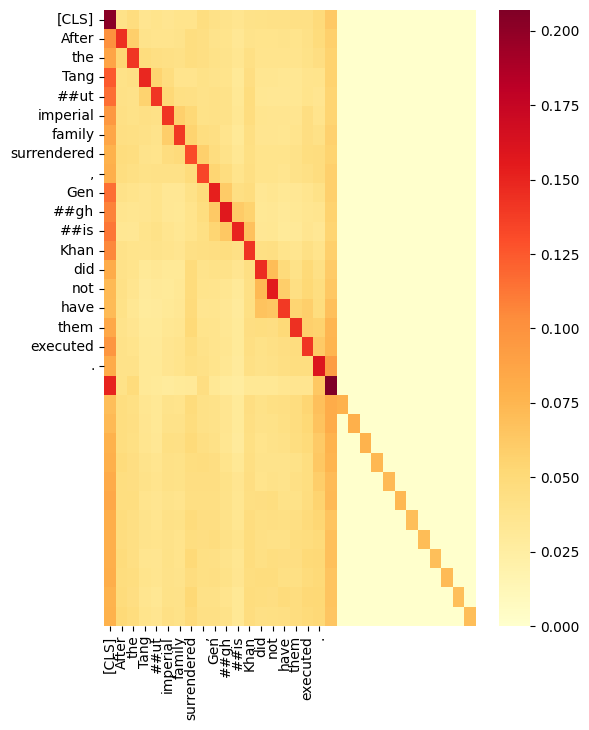 [CLS]
After
the
Tang
##ut
imperial
family
surrendered
,
Gen
##gh
##is
Khan
did
not
have
them
executed
.
[CLS]
After
the
Tang
##ut
imperial
family
surrendered
,
Gen
##gh
##is
Khan
did
not
have
them
executed
.
0.200
0.175
0.150
0.125
0.100
0.075
0.050
0.025
0.000